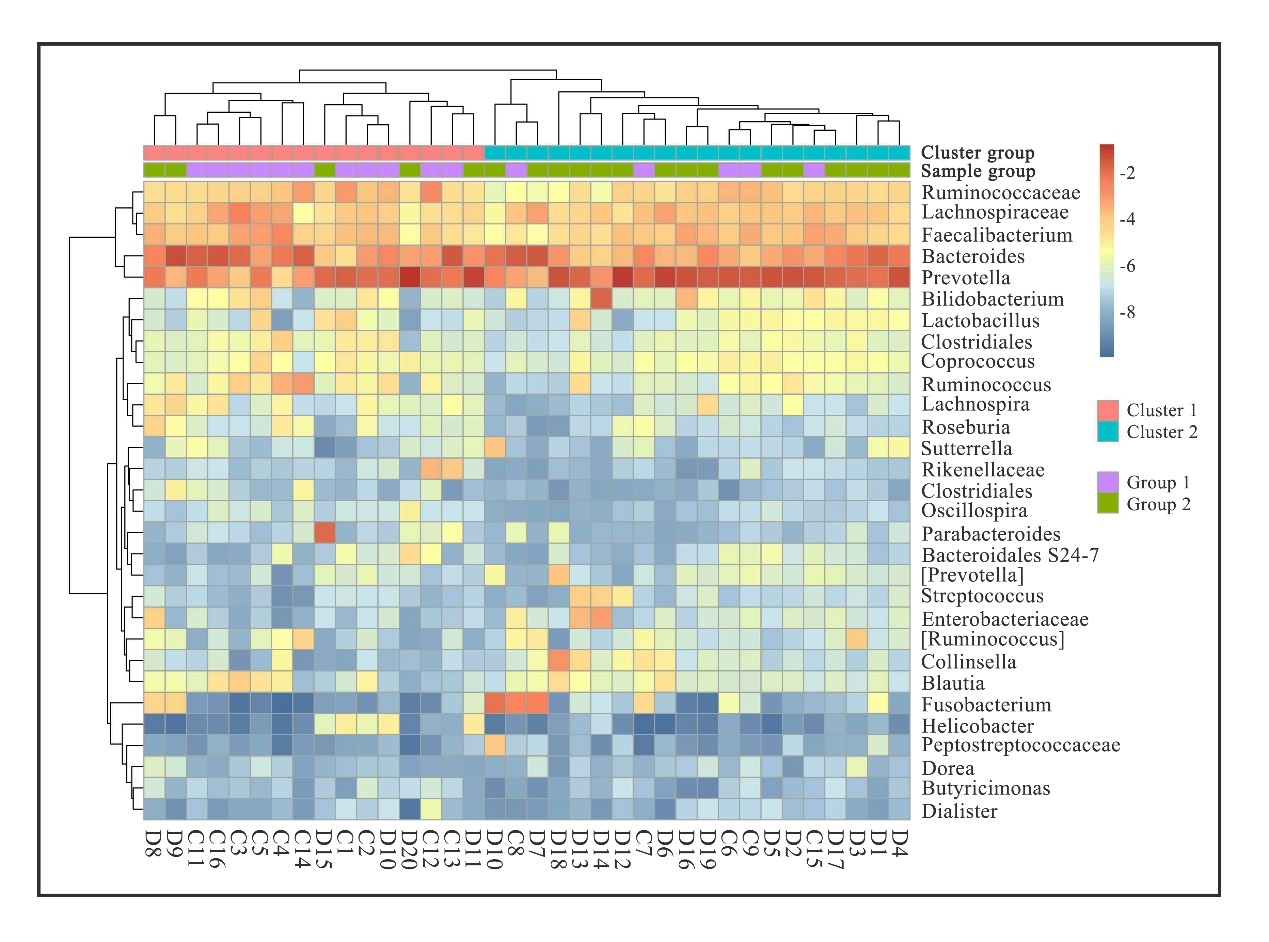 Cluster group
Sample group
Ruminococcaceae
Lachnospiraceae
Faecalibacterium
Bacteroides
Prevotella
Bilidobacterium
Lactobacillus
Clostridiales
Coprococcus
Ruminococcus
Lachnospira
Roseburia
Sutterrella
Rikenellaceae
Clostridiales
Oscillospira
Parabacteroides
Bacteroidales S24-7
[Prevotella]
Streptococcus
Enterobacteriaceae
[Ruminococcus]
Collinsella
Blautia
Fusobacterium
Helicobacter
Peptostreptococcaceae
Dorea
Butyricimonas
Dialister
-2
-4
-6
-8
Cluster 1
Cluster 2
Group 1
Group 2
D8 D9 C11 C16 C3 C5 C4 C14 D15 C1 C2 D10 D20 C12 C13 D11 D10 C8 D7 D18 D13 D14 D12 C7 D6 D16 D19 C6 C9 D5 D2 C15 D17 D3 D1 D4